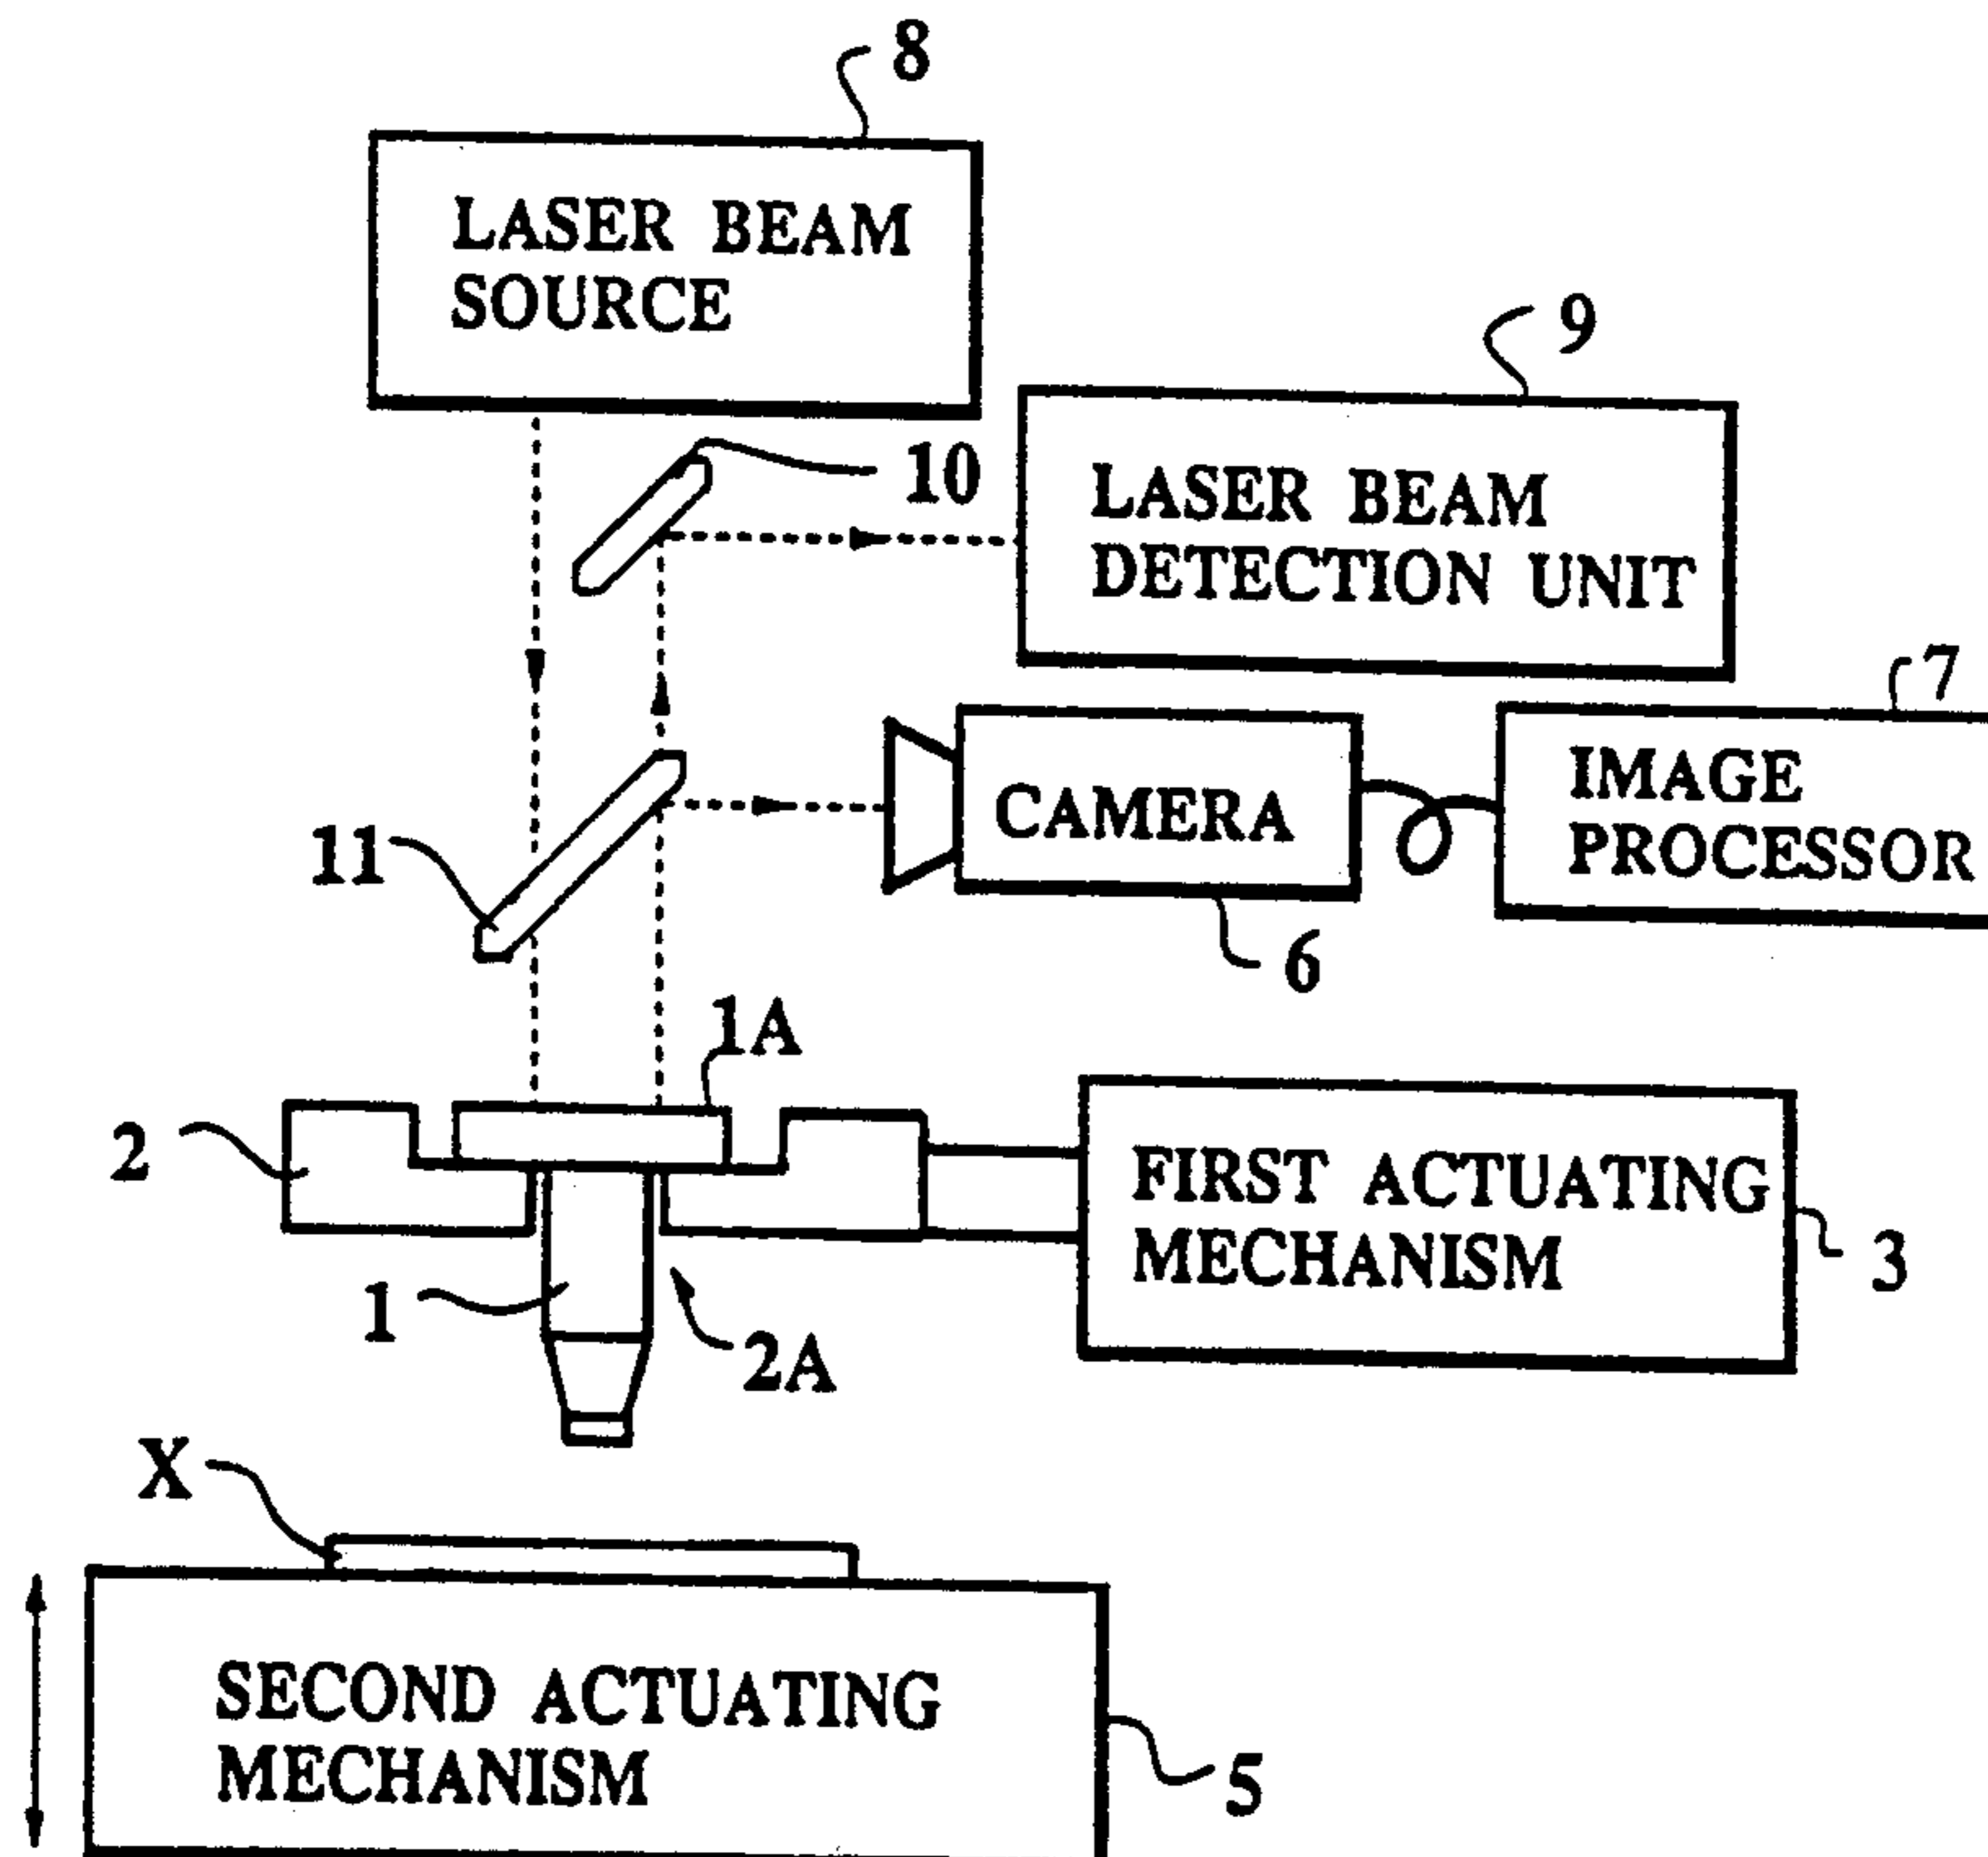 8
LASER BEAM
SOURCE
9
10
LASER BEAM
DETECTION UNIT
7
IMAGE
PROCESSOR
CAMERA
11
6
1A
2
FIRST ACTUATING
MECHANISM
3
1
2A
X
SECOND ACTUATING
MECHANISM
5